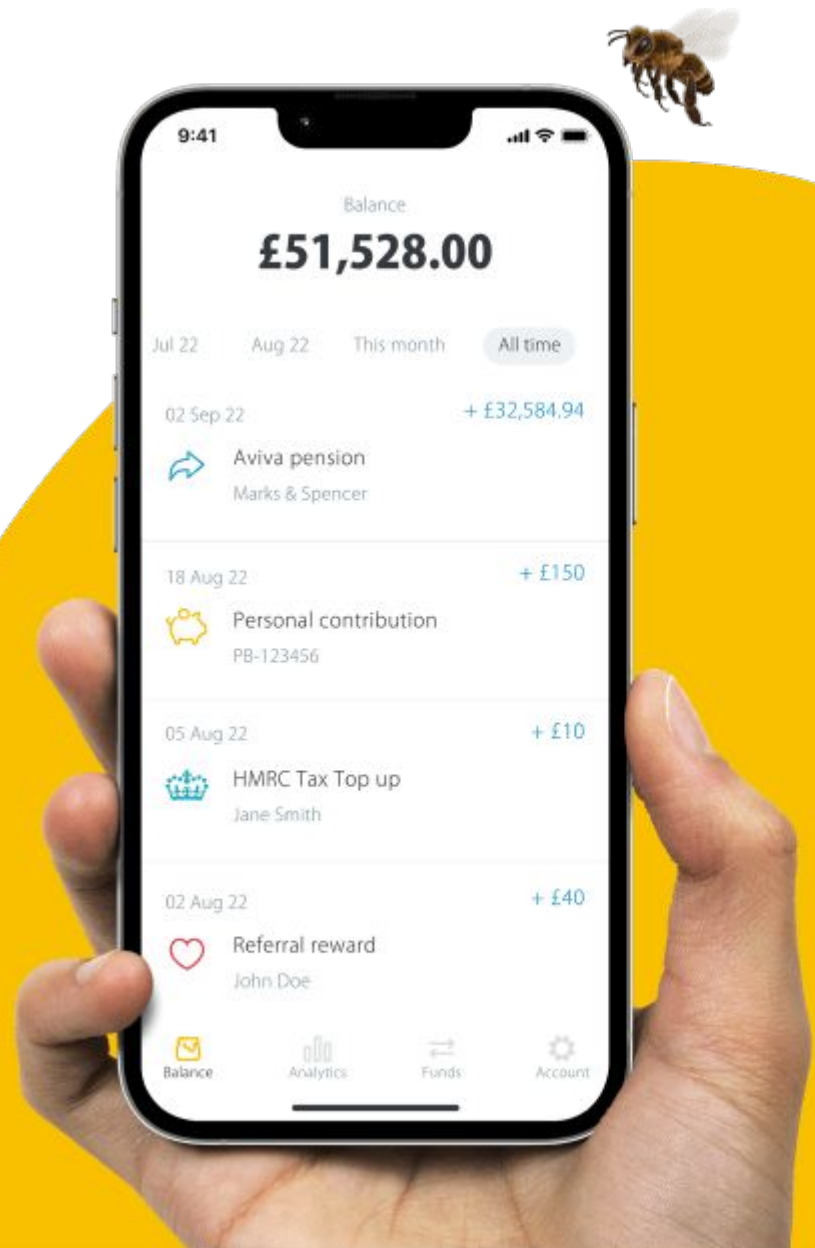 9:41
Balance
£51,528.00
Jul 22 Aug 22 This month All time
02 Sep 22 + £32,584.94
Aviva pension
Marks & Spencer
18 Aug 22 + £150
Personal contribution
PB-123456
05 Aug 22 + £10
HMRC Tax Top up
Jane Smith
02 Aug 22 + £40
Referral reward
John Doe
Balance Analytics Funds Account